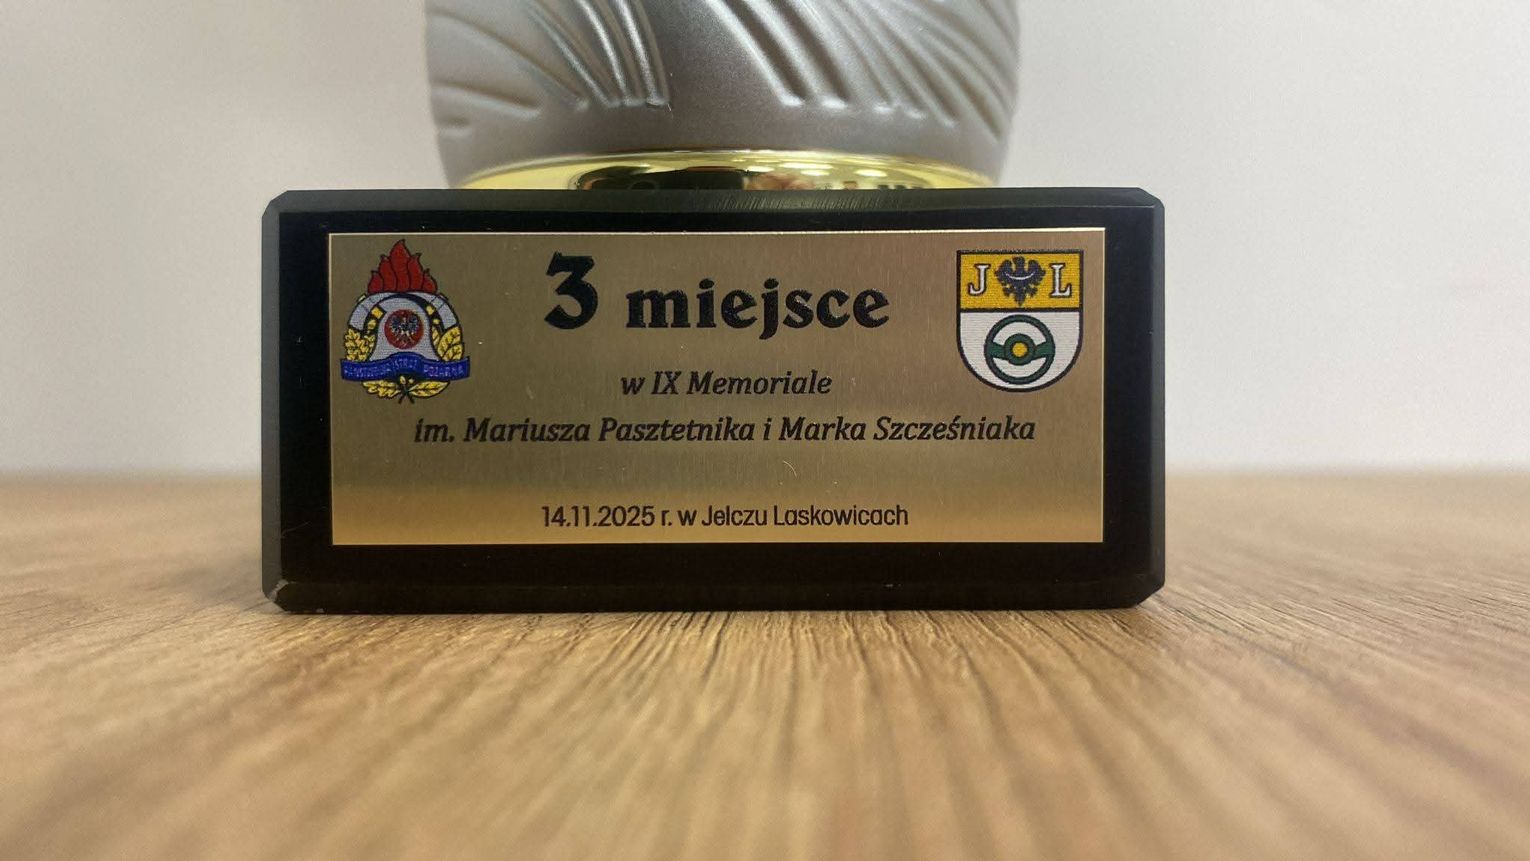 3 miejsce
w IX Memoriale
im. Mariusza Pasztetnika i Marka Szcześniaka
14.11.2025 r. w Jelczu Laskowicach
J L